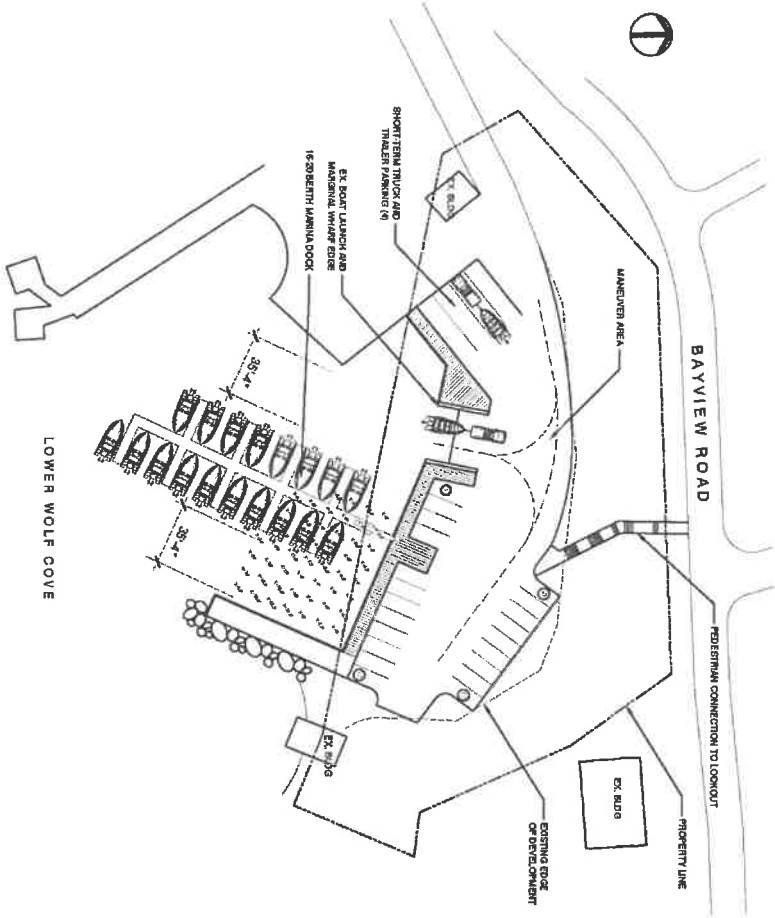 BAYVIEW ROAD
PEDESTRIAN CONNECTION TO LOOKOUT
PROPERTY LINE
EX. BLDG
MANEUVER AREA
EXISTING EDGE
OF DEVELOPMENT
SHORT-TERM TRUCK AND
TRAILER PARKING (4)
EX. BLDG
EX. BOAT LAUNCH AND
MARGINAL WHARF EDGE
16-20 BERTH MARINA DOCK
35'-4"
35'-4"
EX. BLDG
LOWER WOLF COVE